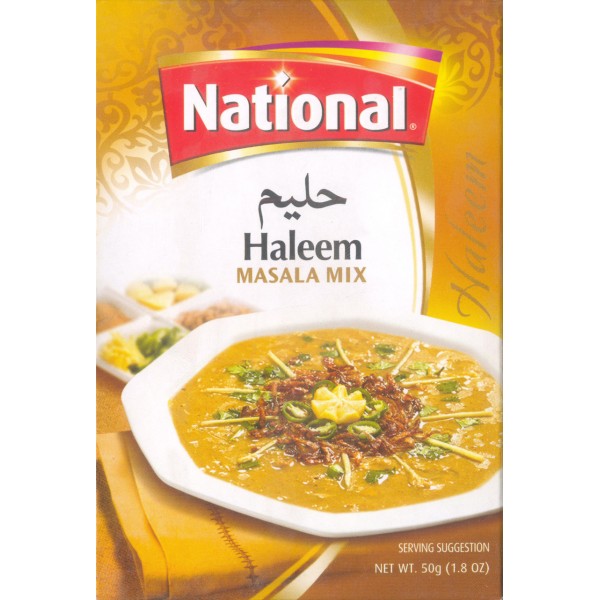 National®
حلیم
Haleem
MASALA MIX
Haleem
SERVING SUGGESTION
NET WT. 50g (1.8 OZ)